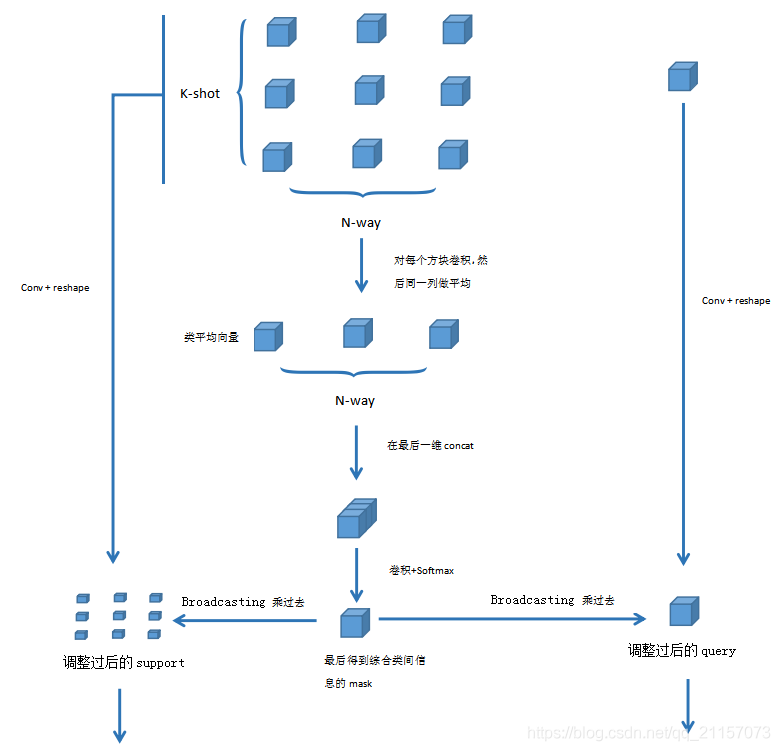 K-shot
N-way
对每个方块卷积,然
后同一列做平均
Conv + reshape
Conv + reshape
类平均向量
N-way
在最后一维 concat
卷积+Softmax
Broadcasting 乘过去
Broadcasting 乘过去
调整过后的 support
最后得到综合类间信
息的 mask
调整过后的 query
https://blog.csdn.net/qq_21157073